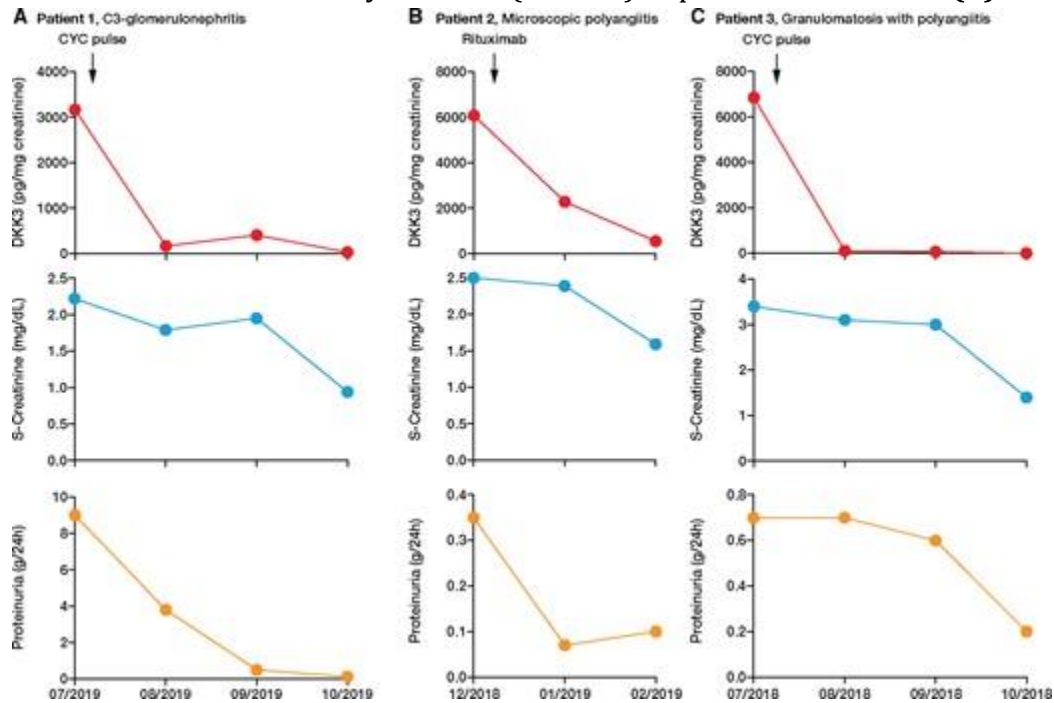 A Patient 1, C3-glomerulonephritis
CYC pulse
DKK3 (pg/mg creatinine)
4000
3000
2000
1000
0
S-Creatinine (mg/dL)
2.5
2.0
1.5
1.0
0.5
0.0
Proteinuria (g/24h)
10
8
6
4
2
0
07/2019 08/2019 09/2019 10/2019
B Patient 2, Microscopic polyangiitis
Rituximab
DKK3 (pg/mg creatinine)
8000
6000
4000
2000
0
S-Creatinine (mg/dL)
2.5
2.0
1.5
1.0
0.5
0.0
Proteinuria (g/24h)
0.4
0.3
0.2
0.1
0.0
12/2018 01/2019 02/2019
C Patient 3, Granulomatosis with polyangiitis
CYC pulse
DKK3 (pg/mg creatinine)
8000
6000
4000
2000
0
S-Creatinine (mg/dL)
4
3
2
1
0
Proteinuria (g/24h)
0.8
0.6
0.4
0.2
0.0
07/2018 08/2018 09/2018 10/2018